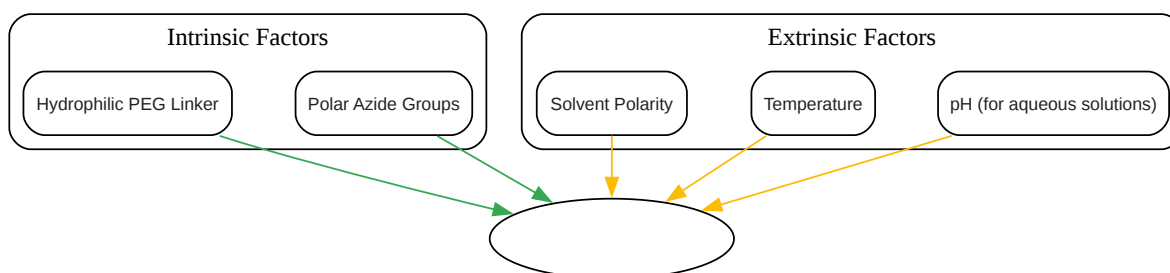 Intrinsic Factors
Extrinsic Factors
Hydrophilic PEG Linker
Polar Azide Groups
Solvent Polarity
Temperature
pH (for aqueous solutions)